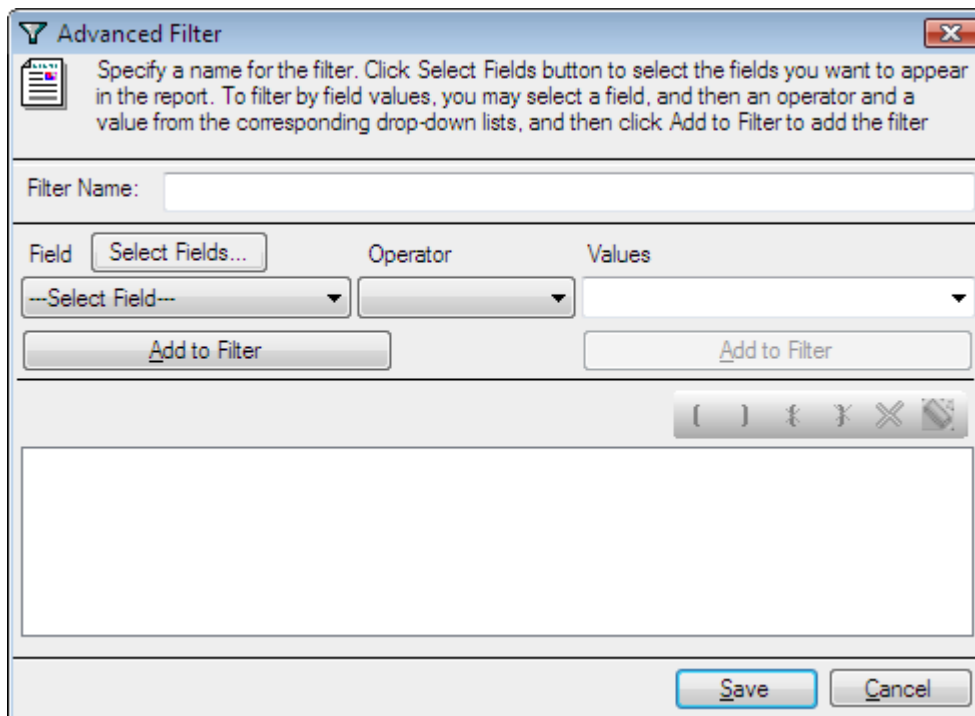 Advanced Filter
Specify a name for the filter. Click Select Fields button to select the fields you want to appear
in the report. To filter by field values, you may select a field, and then an operator and a
value from the corresponding drop-down lists, and then click Add to Filter to add the filter
Filter Name:
Field Select Fields... Operator Values
---Select Field---
Add to Filter Add to Filter
( ) { }
Save Cancel